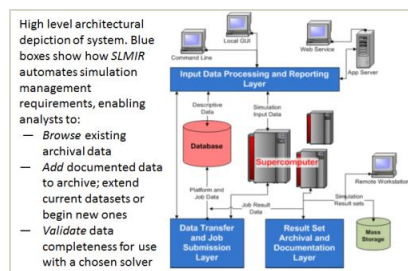 High level architectural
depiction of system. Blue
boxes show how SLMIR
automates simulation
management
requirements, enabling
analysts to:
— Browse existing
archival data
— Add documented data
to archive; extend
current datasets or
begin new ones
— Validate data
completeness for use
with a chosen solver
Local GUI
Command Line
Web Service
App Server
Input Data Processing and Reporting
Layer
Descriptive
Data
Simulation
Input Data
Database
Supercomputer
Remote Workstation
Platform and
Job Data
Job Result
Data
Simulation
Result sets
Data Transfer
and Job
Submission
Layer
Result Set
Archival and
Documentation
Layer
Mass
Storage